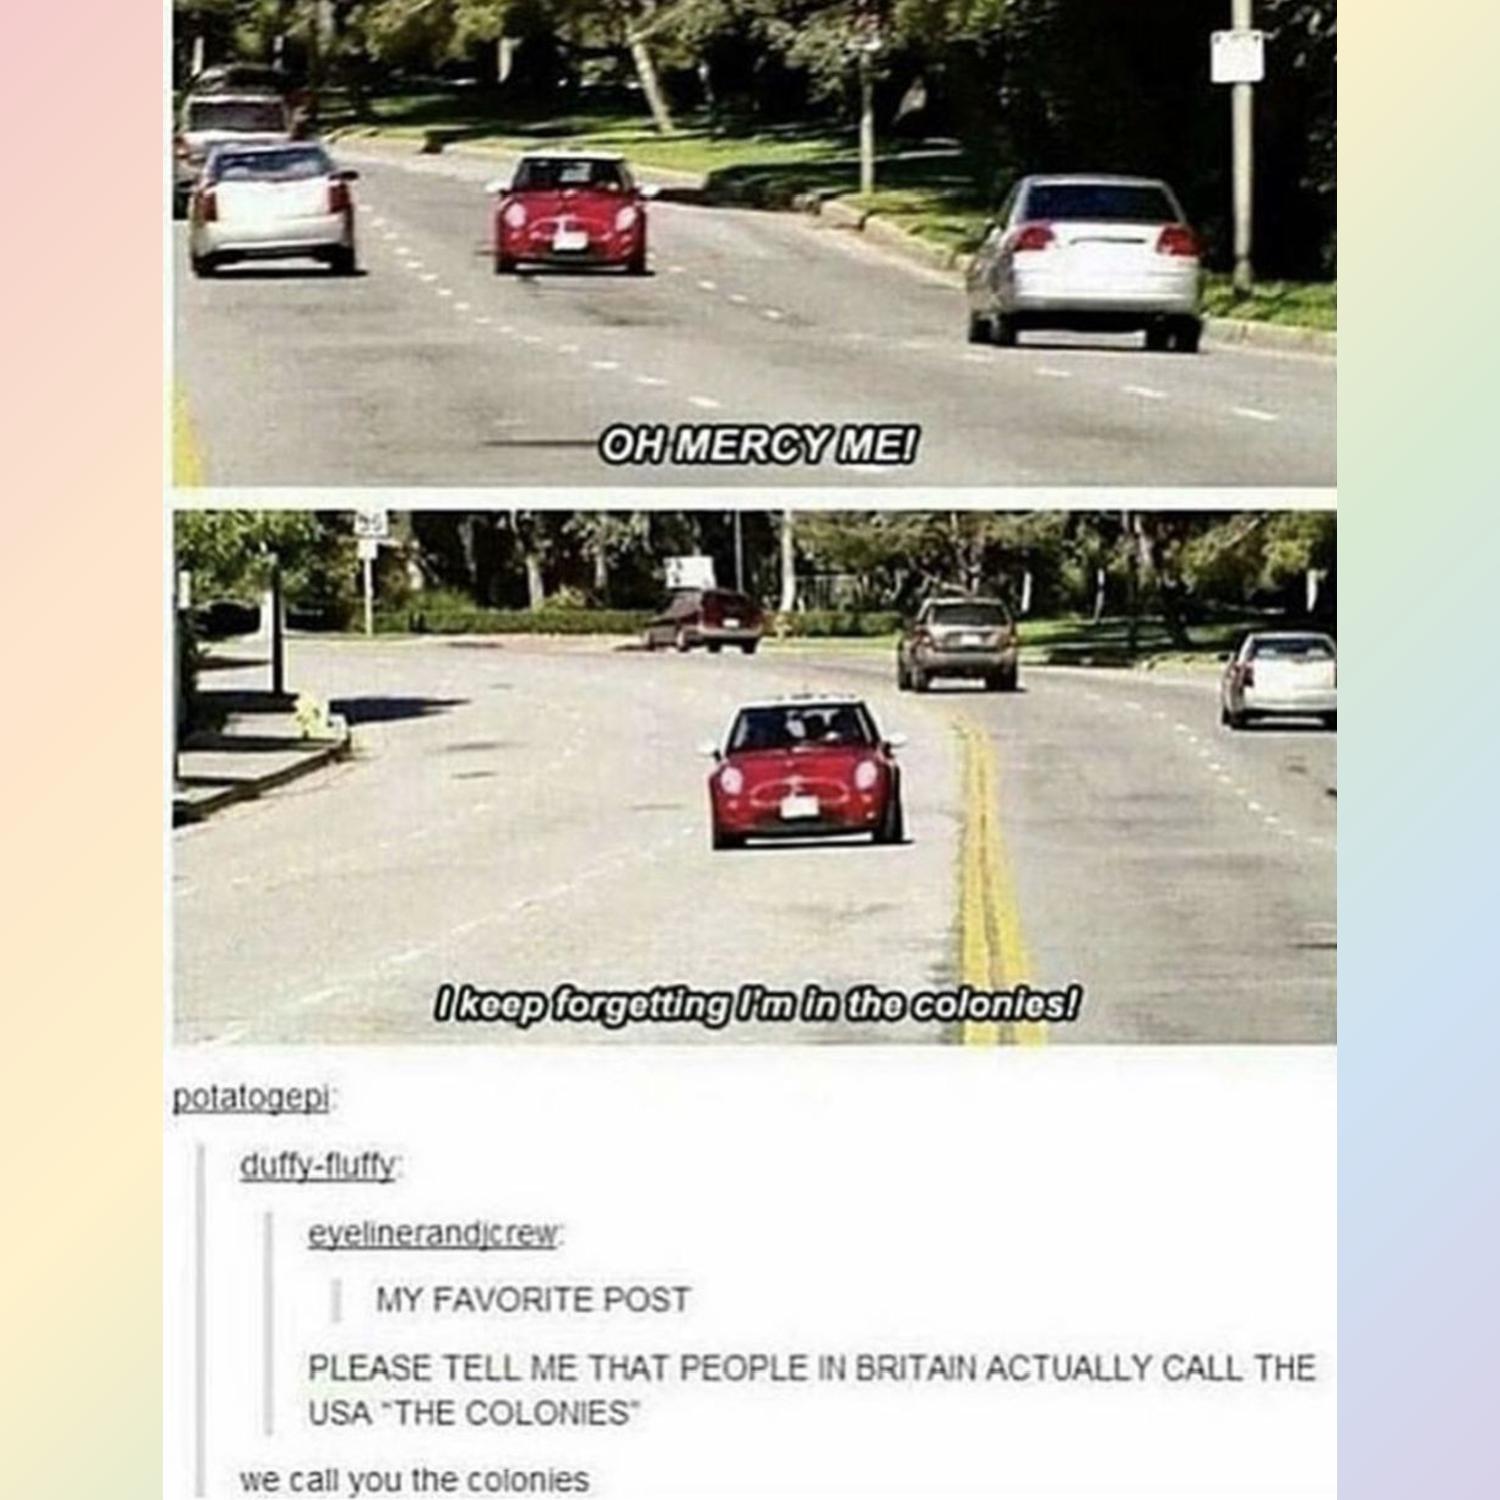 OH MERCY ME!
I keep forgetting I'm in the colonies!
potatogepi:
duffy-fluffy:
eyelinerandjcrew:
MY FAVORITE POST
PLEASE TELL ME THAT PEOPLE IN BRITAIN ACTUALLY CALL THE
USA "THE COLONIES"
we call you the colonies